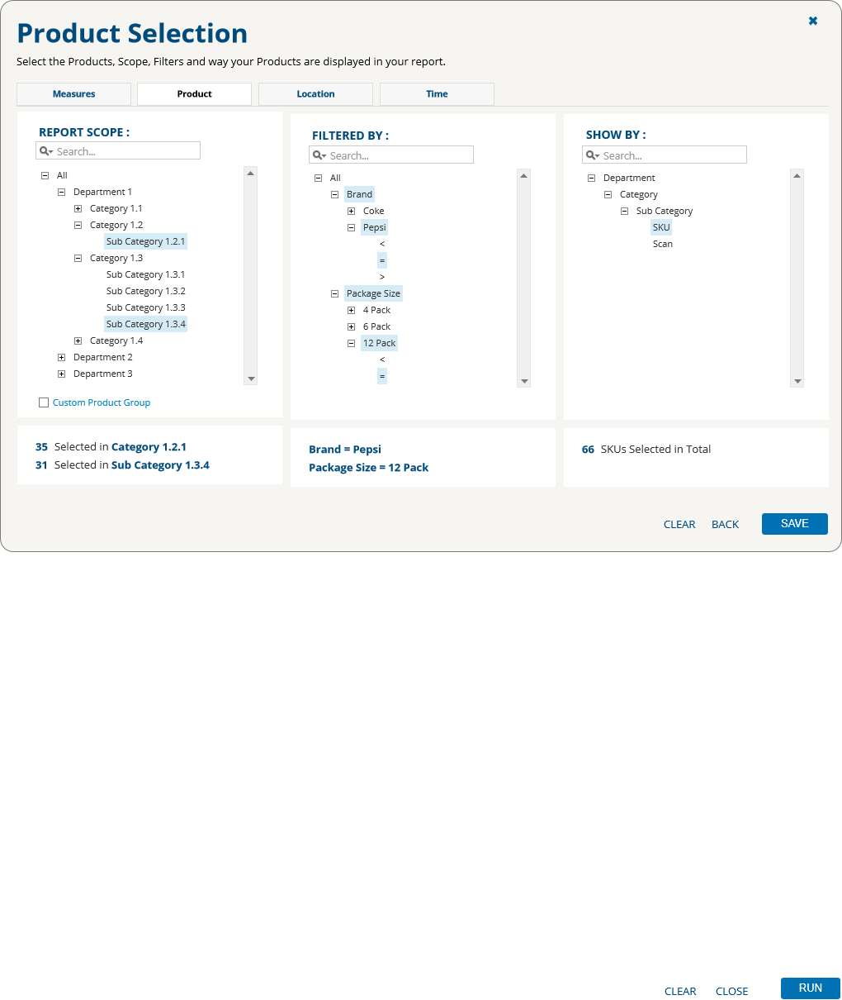 Product Selection
✖
Select the Products, Scope, Filters and way your Products are displayed in your report.
Measures
Product
Location
Time
REPORT SCOPE :
Search...
All
Department 1
Category 1.1
Category 1.2
Sub Category 1.2.1
Category 1.3
Sub Category 1.3.1
Sub Category 1.3.2
Sub Category 1.3.3
Sub Category 1.3.4
Category 1.4
Department 2
Department 3
Custom Product Group
35 Selected in Category 1.2.1
31 Selected in Sub Category 1.3.4
FILTERED BY :
Search...
All
Brand
Coke
Pepsi
<
=
>
Package Size
4 Pack
6 Pack
12 Pack
<
=
Brand = Pepsi
Package Size = 12 Pack
SHOW BY :
Search...
Department
Category
Sub Category
SKU
Scan
66 SKUs Selected in Total
CLEAR
BACK
SAVE
CLEAR
CLOSE
RUN